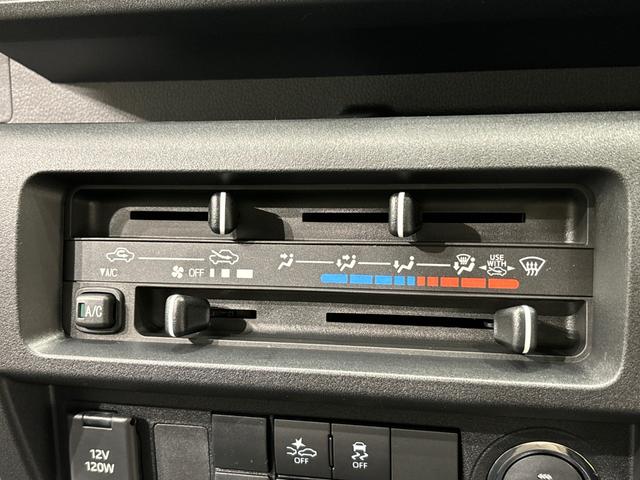 USE
WITH
▼A/C
OFF
A/C
12V
120W
OFF
OFF